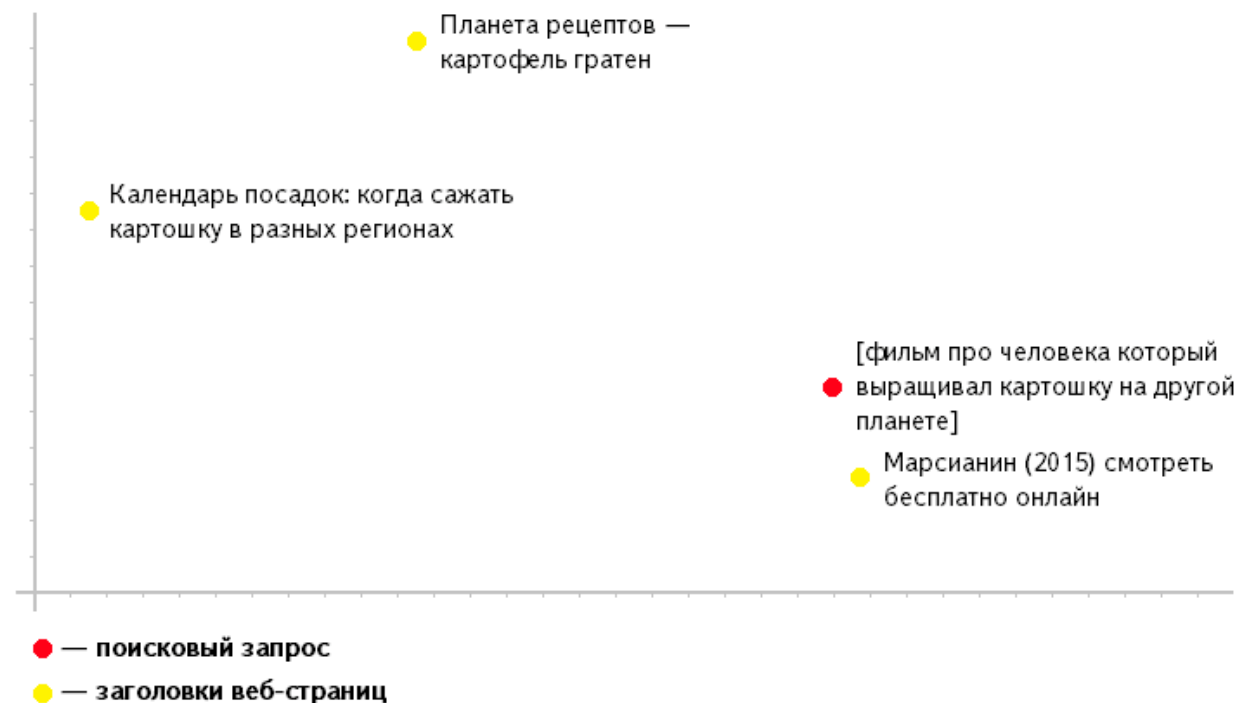 Планета рецептов —
картофель гратен
Календарь посадок: когда сажать
картошку в разных регионах
[фильм про человека который
выращивал картошку на другой
планете]
Марсианин (2015) смотреть
бесплатно онлайн
— поисковый запрос
— заголовки веб-страниц